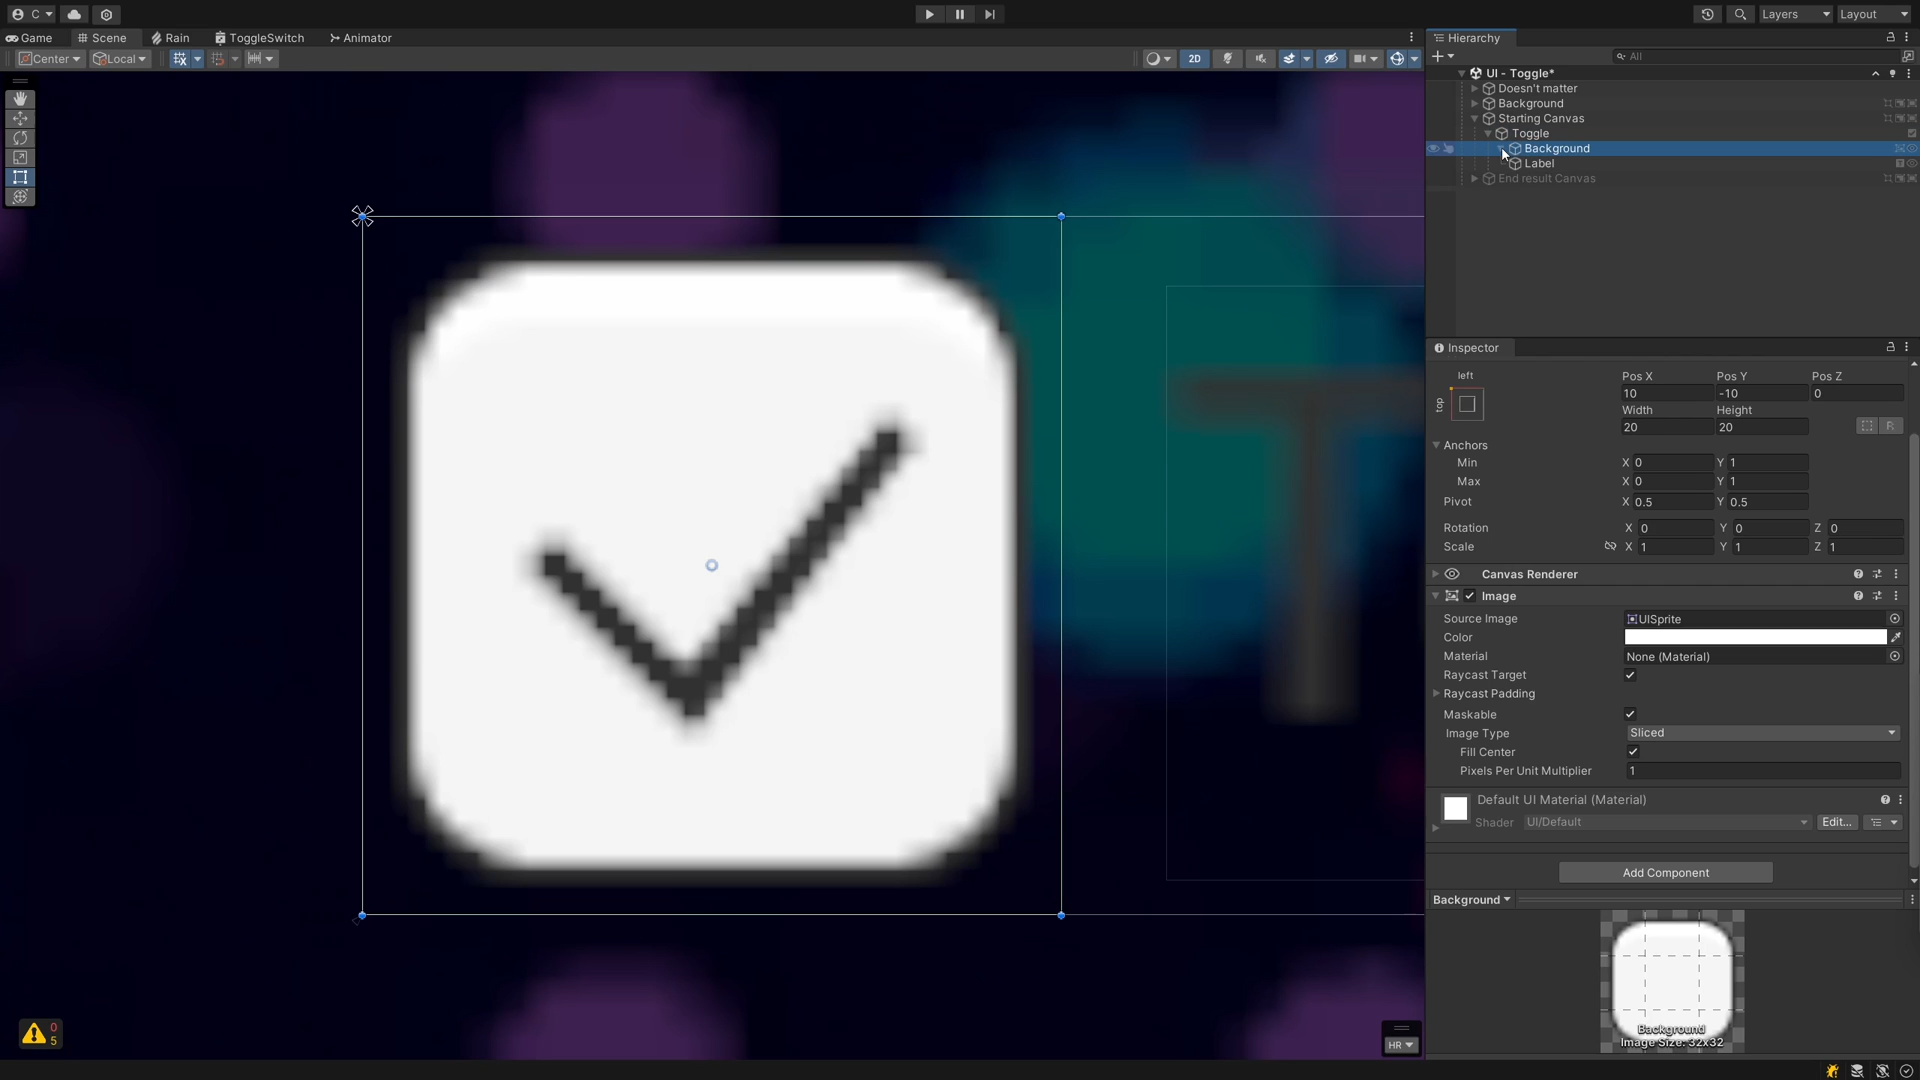 C
Layers
Layout
Game
Scene
Rain
ToggleSwitch
Animator
Hierarchy
Center
Local
2D
All
UI - Toggle*
Doesn't matter
Background
Starting Canvas
Toggle
Background
Label
End result Canvas
Inspector
left
Pos X Pos Y Pos Z
top
10 -10 0
Width Height
20 20
R
Anchors
Min X 0 Y 1
Max X 0 Y 1
Pivot X 0.5 Y 0.5
Rotation X 0 Y 0 Z 0
Scale X 1 Y 1 Z 1
Canvas Renderer
Image
Source Image UISprite
Color
Material None (Material)
Raycast Target
Raycast Padding
Maskable
Image Type Sliced
Fill Center
Pixels Per Unit Multiplier 1
Default UI Material (Material)
Shader UI/Default Edit...
Add Component
Background
Background
Image Size: 32x32
0
5
HR